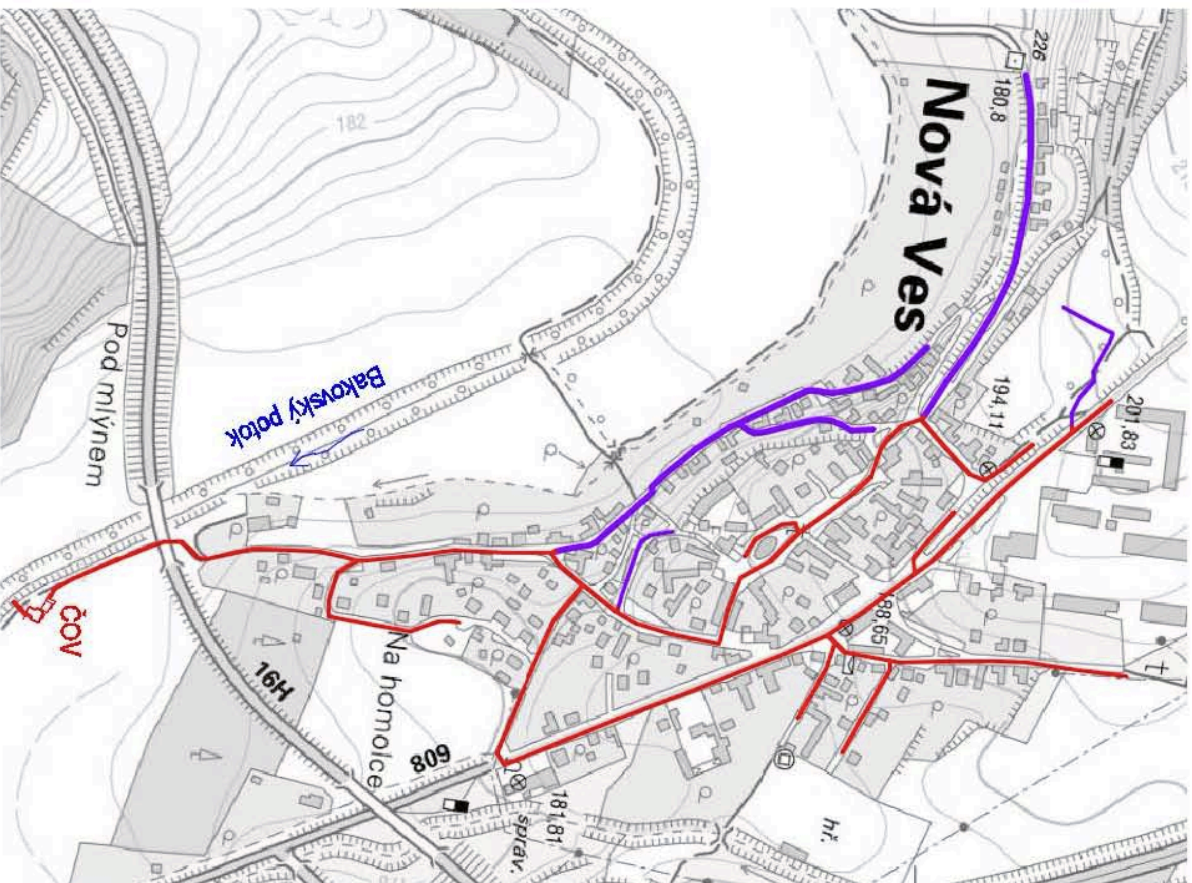 226
180,8
Nová Ves
182
Pod mlýnem
Bakovský potok
194,11
201,83
188,65
ČOV
16H
Na homolce
809
181,81
správ.
hř.